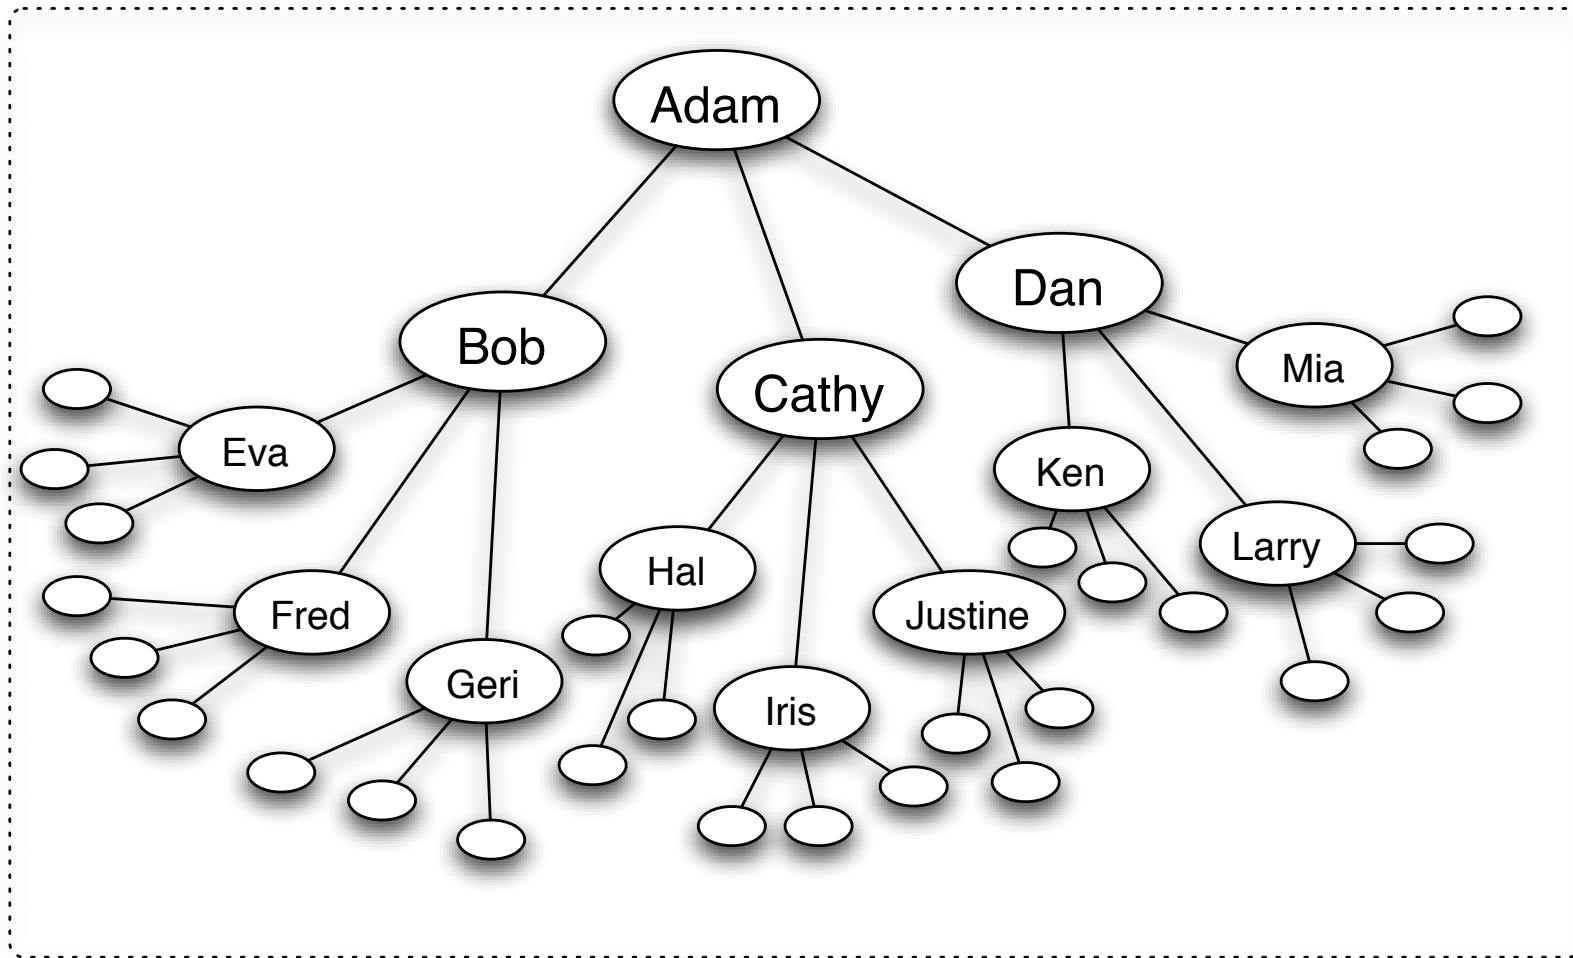 Adam
Bob
Cathy
Dan
Eva
Fred
Geri
Hal
Iris
Justine
Ken
Larry
Mia